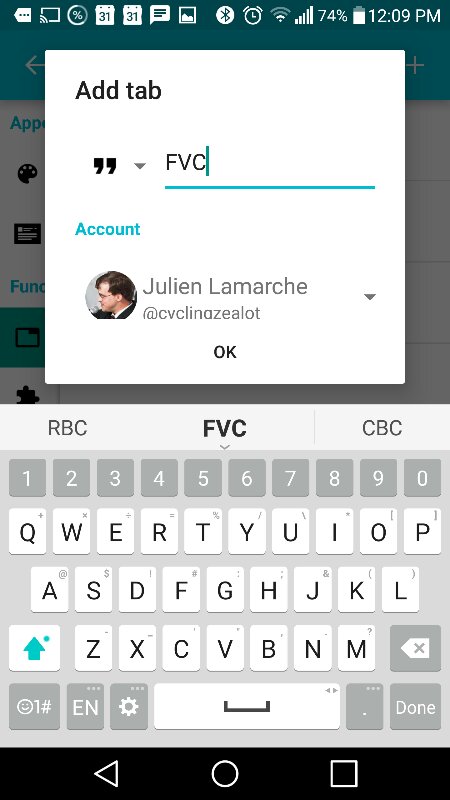 31 31 74% 12:09 PM
Add tab
Appe
FVC
Account
Func
Julien Lamarche
@cyclingzealot
OK
RBC FVC CBC
1 2 3 4 5 6 7 8 9 0
+ × ÷ = % / \ * [ ]
Q W E R T Y U I O P
@ $ ! # : ; & ( )
A S D F G H J K L
- _ " ' , . ?
Z X C V B N M
1# EN . Done